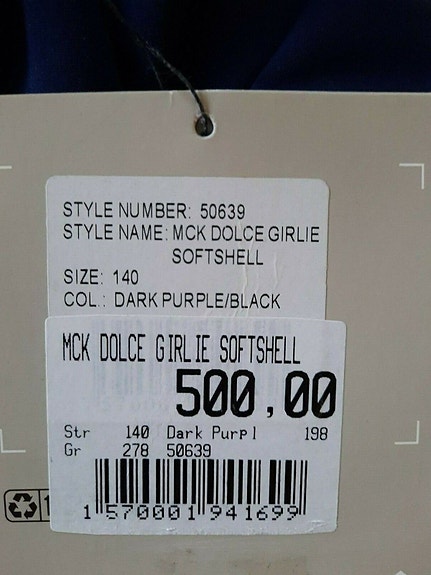 STYLE NUMBER: 50639
STYLE NAME: MCK DOLCE GIRLIE
SOFTSHELL
SIZE: 140
COL.: DARK PURPLE/BLACK
MCK DOLCE GIRLIE SOFTSHELL
500,00
Str 140 Dark Purpl 198
Gr 278 50639
1 570001 941699